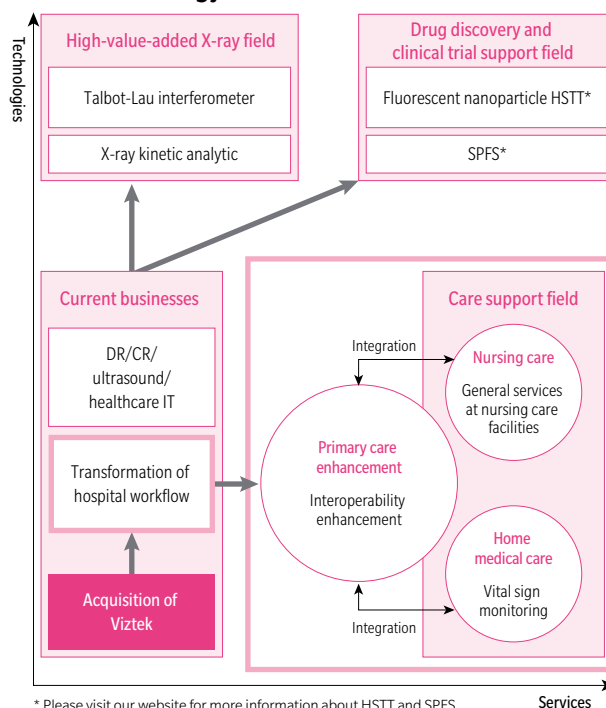 Technologies
High-value-added X-ray field
Talbot-Lau interferometer
X-ray kinetic analytic
Drug discovery and
clinical trial support field
Fluorescent nanoparticle HSTT*
SPFS*
Current businesses
DR/CR/
ultrasound/
healthcare IT
Transformation of
hospital workflow
Acquisition of
Viztek
Primary care
enhancement
Interoperability
enhancement
Integration
Integration
Care support field
Nursing care
General services
at nursing care
facilities
Home
medical care
Vital sign
monitoring
Services
* Please visit our website for more information about HSTT and SPFS